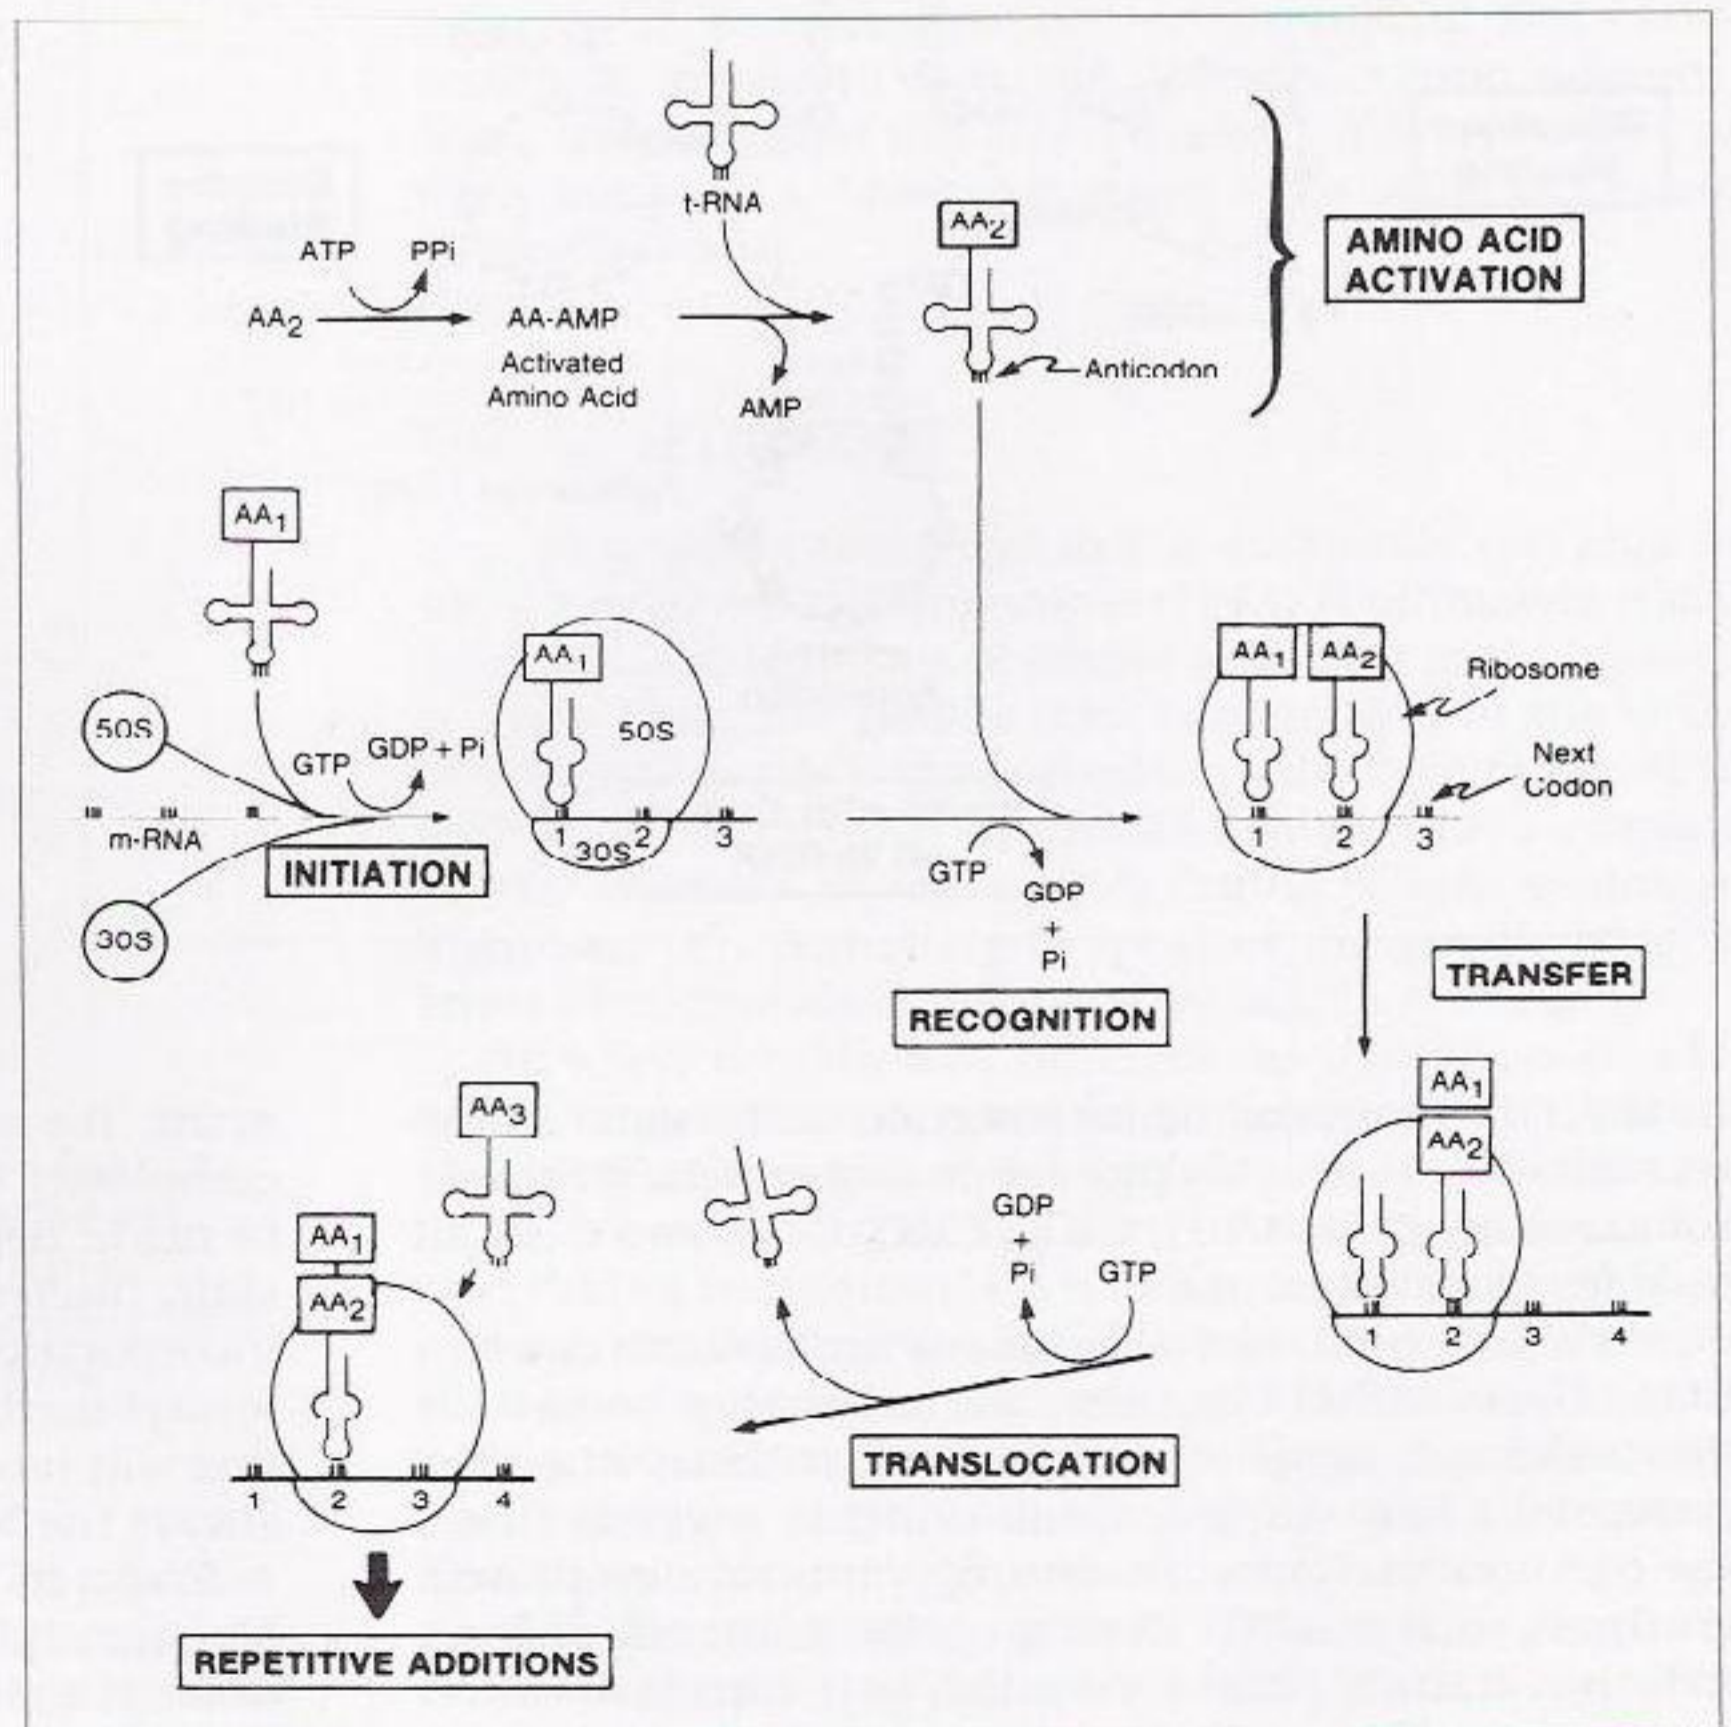 t-RNA
ATP PPi
AA2 AA-AMP
Activated
Amino Acid
AMP
AA2
Anticodon
AMINO ACID
ACTIVATION
AA1
50S
GTP GDP + Pi
m-RNA
30S
INITIATION
AA1
50S
1 2 3
30S
GTP
GDP
+
Pi
RECOGNITION
AA1 AA2
Ribosome
Next
Codon
1 2 3
TRANSFER
AA1
AA2
1 2 3 4
GDP
+
Pi
GTP
TRANSLOCATION
AA3
AA1
AA2
1 2 3 4
REPETITIVE ADDITIONS